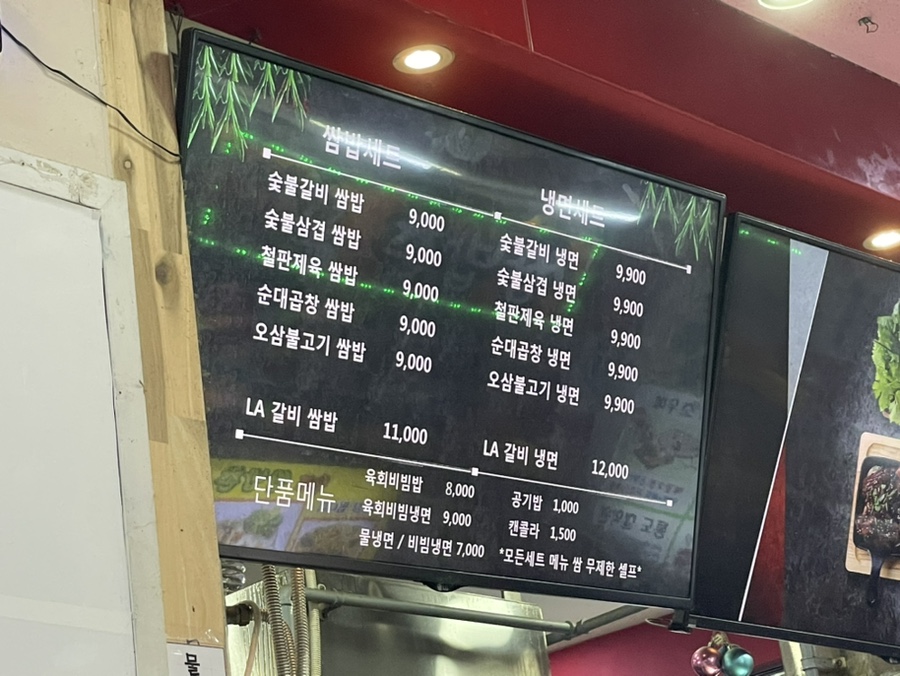 쌈밥세트
숯불갈비 쌈밥 9,000
숯불삼겹 쌈밥 9,000
철판제육 쌈밥 9,000
순대곱창 쌈밥 9,000
오삼불고기 쌈밥 9,000
LA 갈비 쌈밥 11,000
냉면세트
숯불갈비 냉면 9,900
숯불삼겹 냉면 9,900
철판제육 냉면 9,900
순대곱창 냉면 9,900
오삼불고기 냉면 9,900
LA 갈비 냉면 12,000
단품메뉴
육회비빔밥 8,000
육회비빔냉면 9,000
물냉면 / 비빔냉면 7,000
공기밥 1,000
캔콜라 1,500
*모든세트 메뉴 쌈 무제한 셀프*